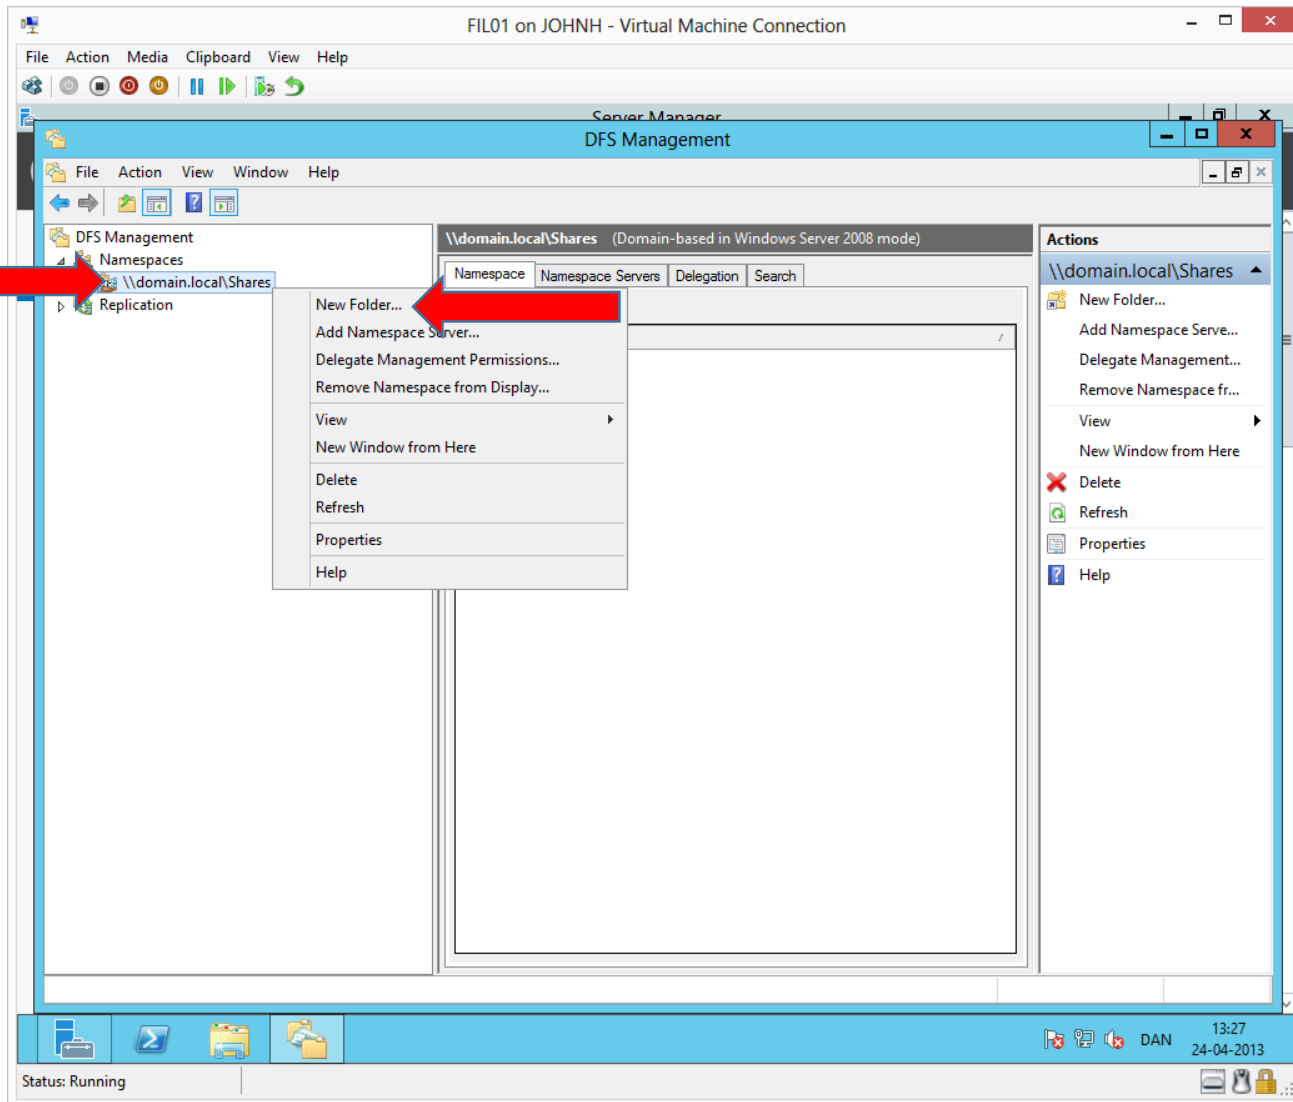 FIL01 on JOHNH - Virtual Machine Connection
File Action Media Clipboard View Help
Server Manager
DFS Management
File Action View Window Help
DFS Management
Namespaces
\\domain.local\Shares
Replication
\\domain.local\Shares (Domain-based in Windows Server 2008 mode)
Namespace Namespace Servers Delegation Search
New Folder...
Add Namespace Server...
Delegate Management Permissions...
Remove Namespace from Display...
View
New Window from Here
Delete
Refresh
Properties
Help
Actions
\\domain.local\Shares
New Folder...
Add Namespace Serve...
Delegate Management...
Remove Namespace fr...
View
New Window from Here
Delete
Refresh
Properties
Help
DAN
13:27
24-04-2013
Status: Running